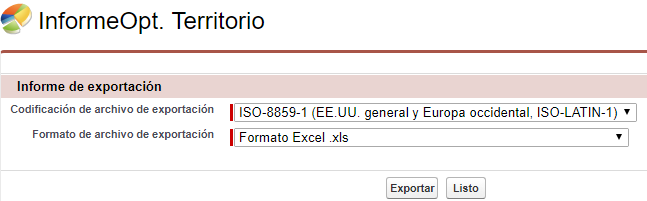 InformeOpt. Territorio
Informe de exportación
Codificación de archivo de exportación ISO-8859-1 (EE.UU. general y Europa occidental, ISO-LATIN-1)
Formato de archivo de exportación Formato Excel .xls
Exportar Listo